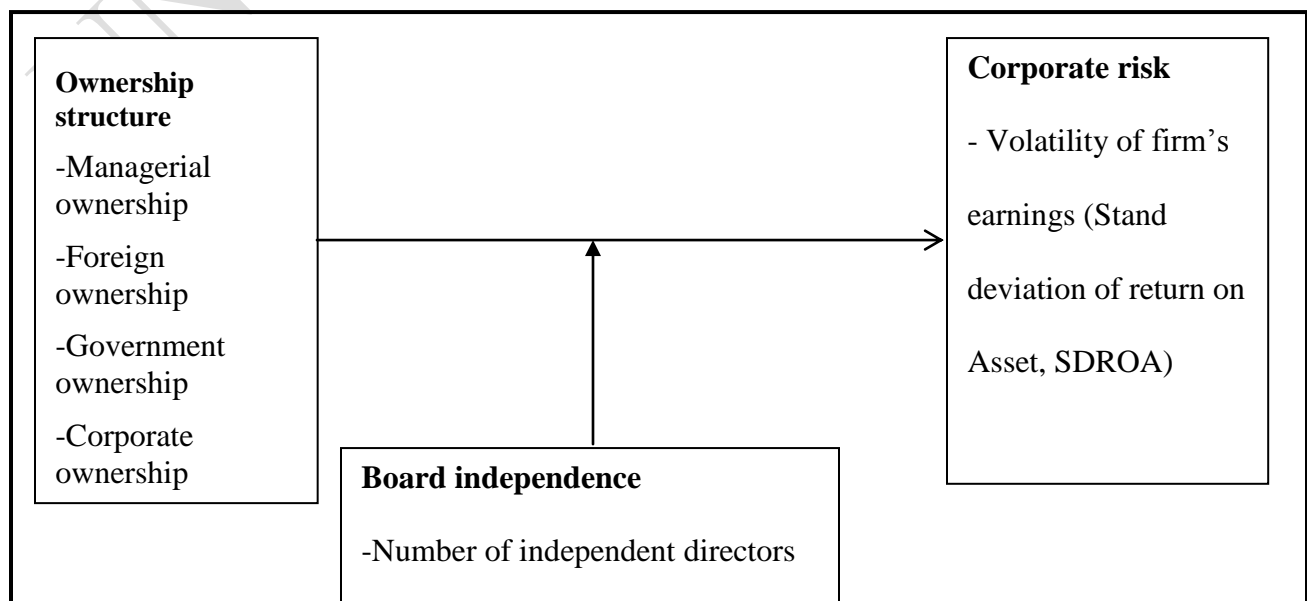 Ownership
structure
-Managerial
ownership
-Foreign
ownership
-Government
ownership
-Corporate
ownership
Board independence
-Number of independent directors
Corporate risk
- Volatility of firm’s
earnings (Stand
deviation of return on
Asset, SDROA)